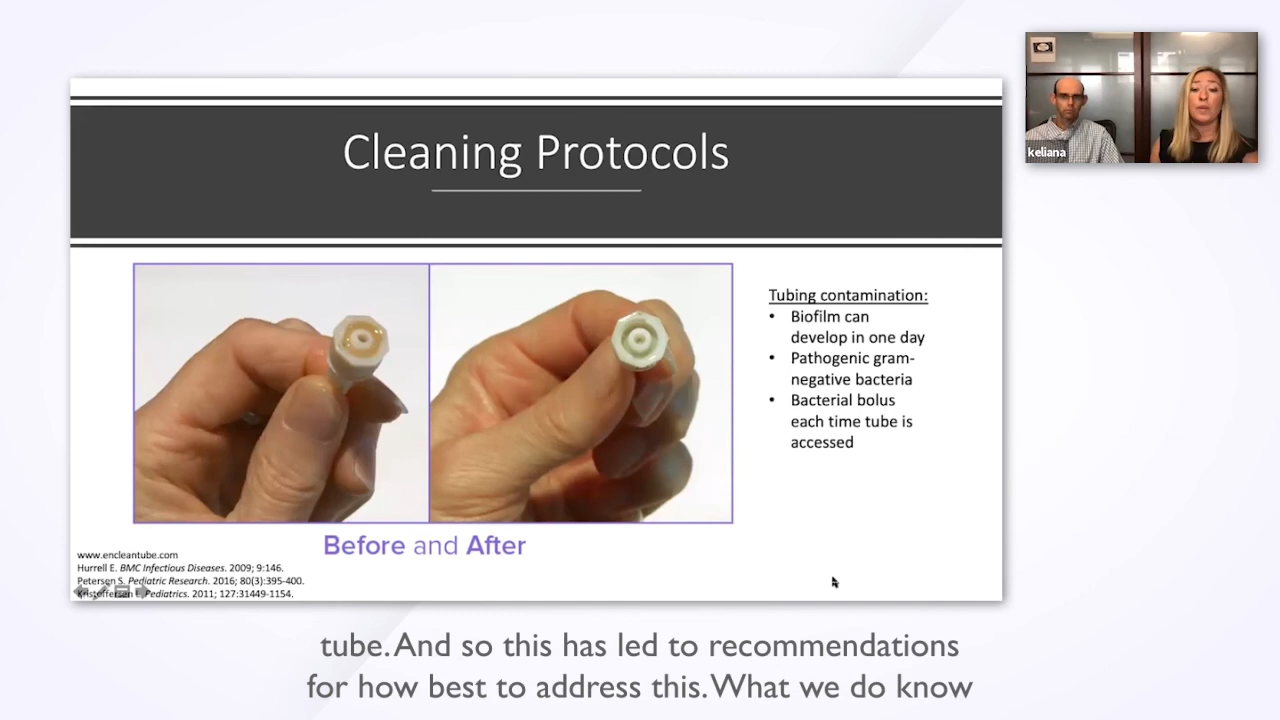 Cleaning Protocols
keliana
Tubing contamination:
• Biofilm can
develop in one day
• Pathogenic gram-
negative bacteria
• Bacterial bolus
each time tube is
accessed
Before and After
www.encleantube.com
Hurrell E. BMC Infectious Diseases. 2009; 9:146.
Petersen S. Pediatric Research. 2016; 80(3):395-400.
Kristoffersen Pediatrics. 2011; 127:31449-1154.
tube. And so this has led to recommendations
for how best to address this. What we do know